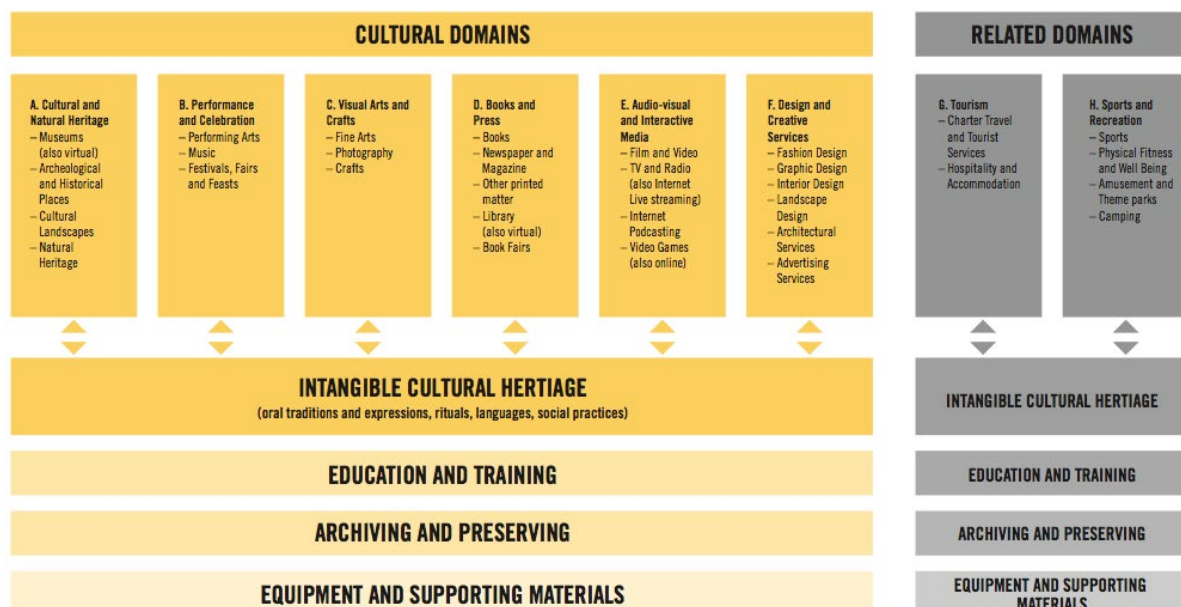 CULTURAL DOMAINS
A. Cultural and
Natural Heritage
– Museums
(also virtual)
– Archeological
and Historical
Places
– Cultural
Landscapes
– Natural
Heritage
B. Performance
and Celebration
– Performing Arts
– Music
– Festivals, Fairs
and Feasts
C. Visual Arts and
Crafts
– Fine Arts
– Photography
– Crafts
D. Books and
Press
– Books
– Newspaper and
Magazine
– Other printed
matter
– Library
(also virtual)
– Book Fairs
E. Audio-visual
and Interactive
Media
– Film and Video
– TV and Radio
(also Internet
Live streaming)
– Internet
Podcasting
– Video Games
(also online)
F. Design and
Creative
Services
– Fashion Design
– Graphic Design
– Interior Design
– Landscape
Design
– Architectural
Services
– Advertising
Services
INTANGIBLE CULTURAL HERTIAGE
(oral traditions and expressions, rituals, languages, social practices)
EDUCATION AND TRAINING
ARCHIVING AND PRESERVING
EQUIPMENT AND SUPPORTING MATERIALS
RELATED DOMAINS
G. Tourism
– Charter Travel
and Tourist
Services
– Hospitality and
Accommodation
H. Sports and
Recreation
– Sports
– Physical Fitness
and Well Being
– Amusement and
Theme parks
– Camping
INTANGIBLE CULTURAL HERTIAGE
EDUCATION AND TRAINING
ARCHIVING AND PRESERVING
EQUIPMENT AND SUPPORTING
MATERIALS